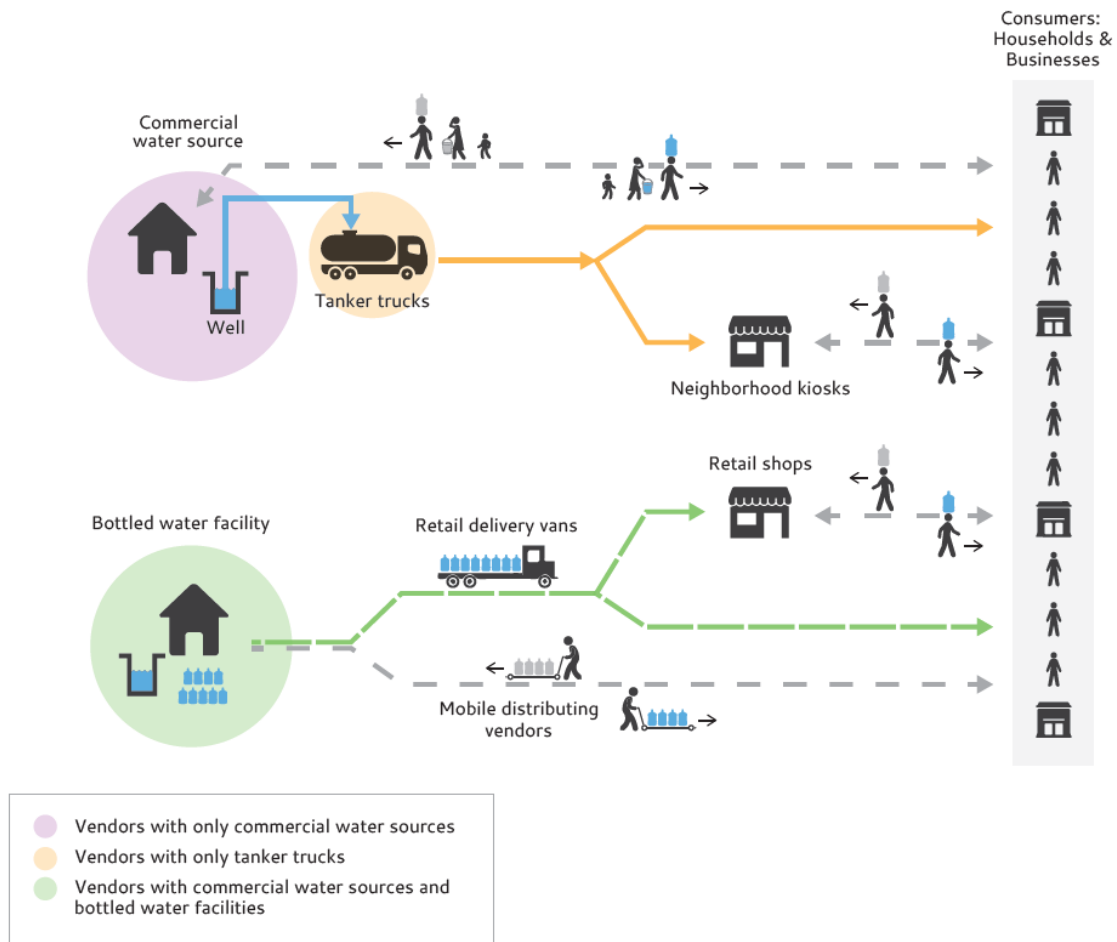 Consumers:
Households &
Businesses
Commercial
water source
Tanker trucks
Well
Neighborhood kiosks
Retail shops
Bottled water facility
Retail delivery vans
Mobile distributing
vendors
Vendors with only commercial water sources
Vendors with only tanker trucks
Vendors with commercial water sources and
bottled water facilities